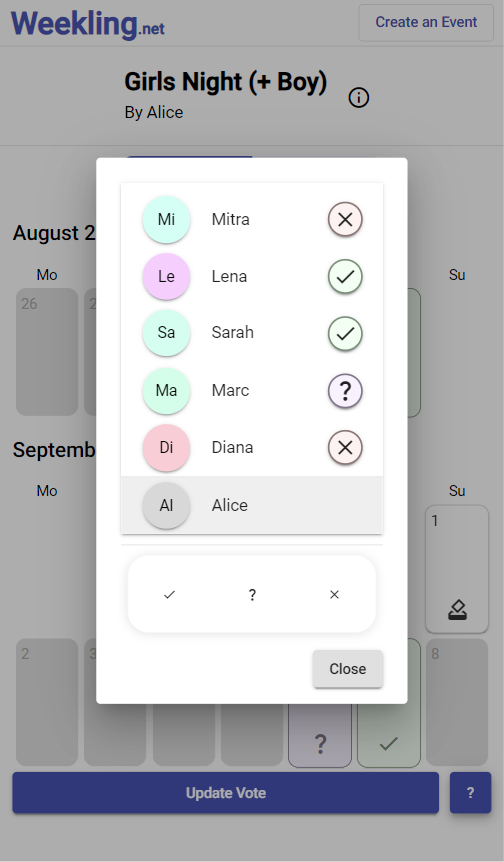 Weekling.net
Create an Event
Girls Night (+ Boy)
By Alice
Mi Mitra
Le Lena
Sa Sarah
Ma Marc ?
Di Diana
Al Alice
?
Close
August 2
Mo Su
26 2
Septemb
Mo Su
1
2 3 8
?
Update Vote ?